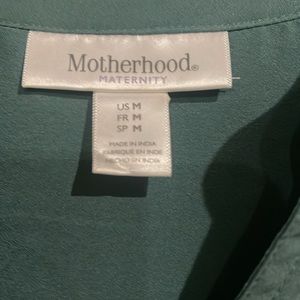 Motherhood®
MATERNITY
US M
FR M
SP M
MADE IN INDIA
FABRIQUÉ EN INDE
HECHO EN INDIA